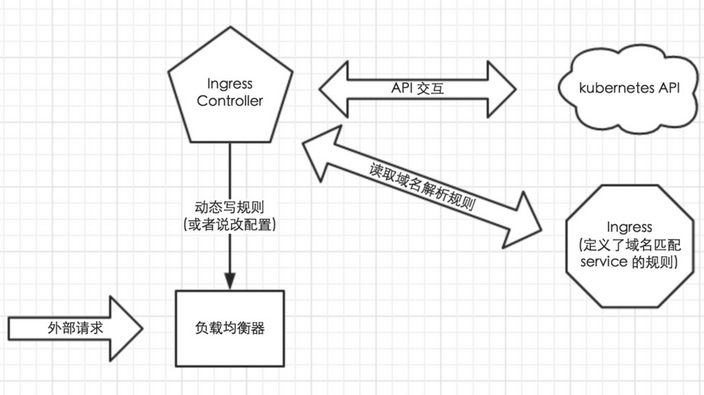 Ingress
Controller
API 交互
kubernetes API
读取域名解析规则
动态写规则
(或者说改配置)
Ingress
(定义了域名匹配
service 的规则)
外部请求
负载均衡器